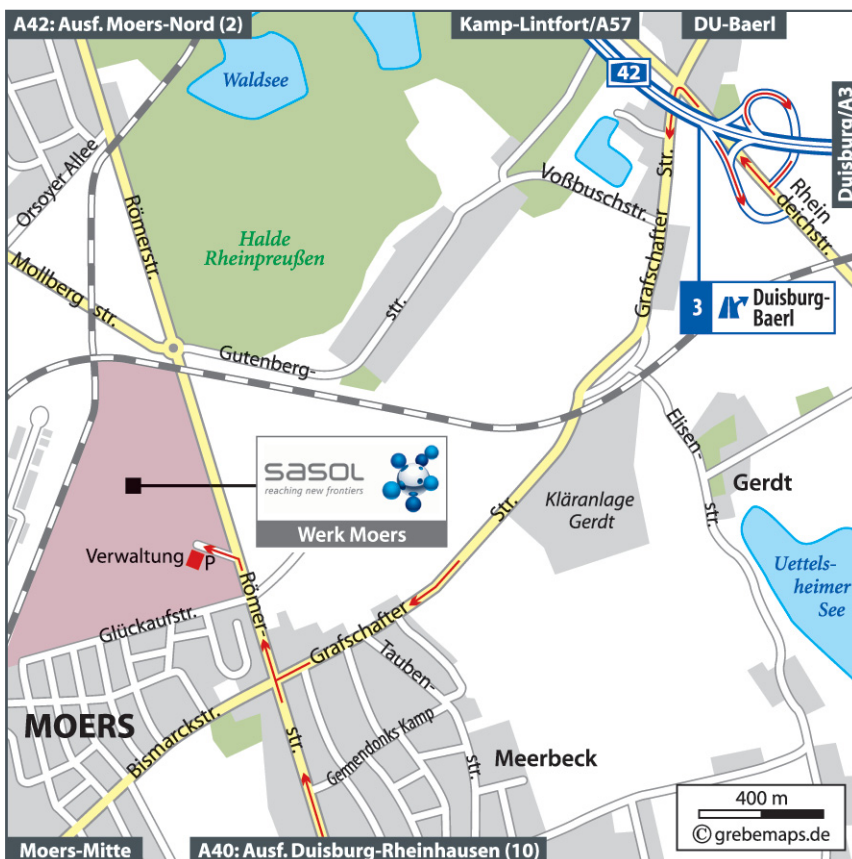 A42: Ausf. Moers-Nord (2)
Kamp-Lintfort/A57
DU-Baerl
42
Duisburg/A3
Waldsee
Orsoyer Allee
Römerstr.
Voßbuschstr.
Str.
Grafschafter
Rhein
deichstr.
Halde
Rheinpreußen
Mollberg str.
str.
Gutenberg-
3
Duisburg-
Baerl
Elisen-
str.
Gerdt
sasol
reaching new frontiers
Werk Moers
Kläranlage
Gerdt
Str.
Verwaltung
P
Uettels-
heimer
See
Glückaufstr.
Römer-
str.
Grafschafter
Tauben-
str.
MOERS
Bismarckstr.
Germendonks Kamp
Meerbeck
400 m
© grebemaps.de
Moers-Mitte
A40: Ausf. Duisburg-Rheinhausen (10)